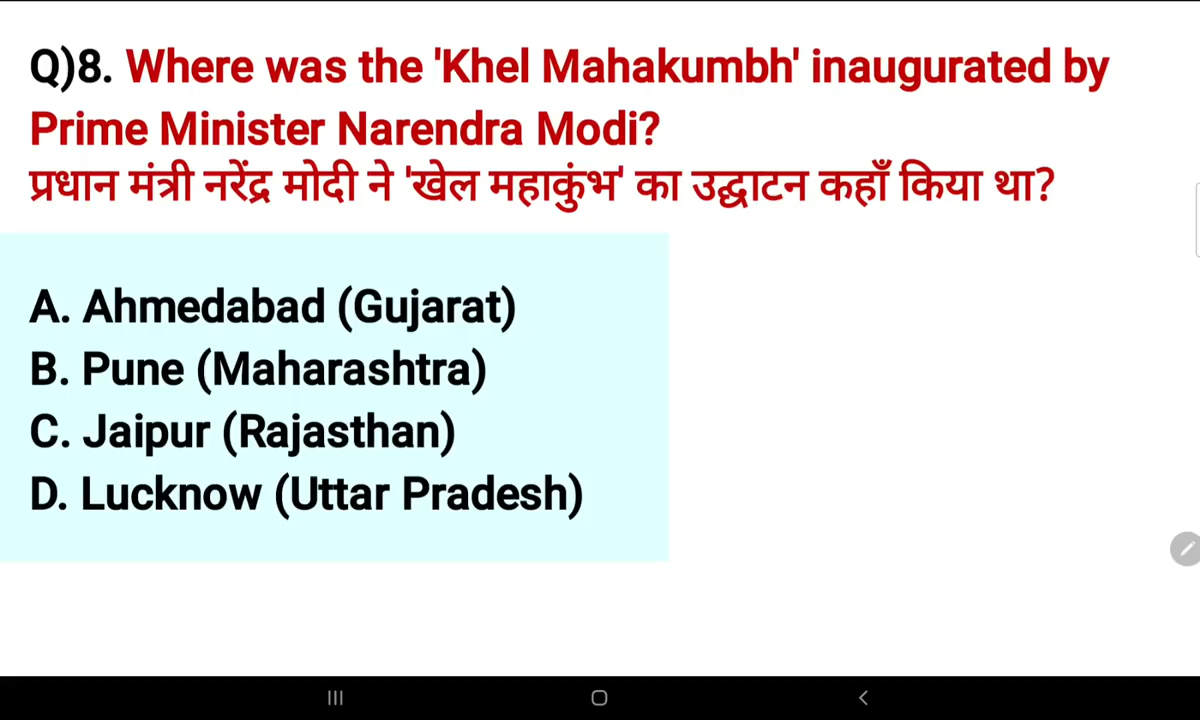 Q)8. Where was the 'Khel Mahakumbh' inaugurated by
Prime Minister Narendra Modi?
प्रधान मंत्री नरेंद्र मोदी ने 'खेल महाकुंभ' का उद्घाटन कहाँ किया था?
A. Ahmedabad (Gujarat)
B. Pune (Maharashtra)
C. Jaipur (Rajasthan)
D. Lucknow (Uttar Pradesh)